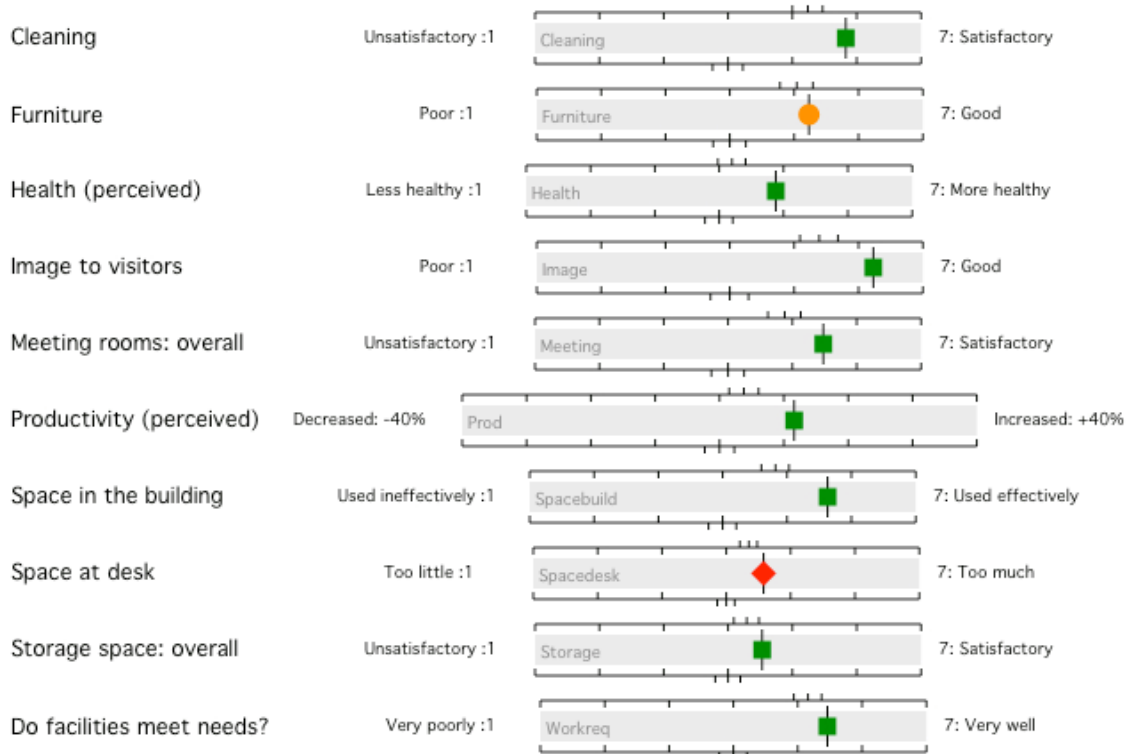 Cleaning Unsatisfactory :1 Cleaning 7: Satisfactory
Furniture Poor :1 Furniture 7: Good
Health (perceived) Less healthy :1 Health 7: More healthy
Image to visitors Poor :1 Image 7: Good
Meeting rooms: overall Unsatisfactory :1 Meeting 7: Satisfactory
Productivity (perceived) Decreased: -40% Prod Increased: +40%
Space in the building Used ineffectively :1 Spacebuild 7: Used effectively
Space at desk Too little :1 Spacedesk 7: Too much
Storage space: overall Unsatisfactory :1 Storage 7: Satisfactory
Do facilities meet needs? Very poorly :1 Workreq 7: Very well